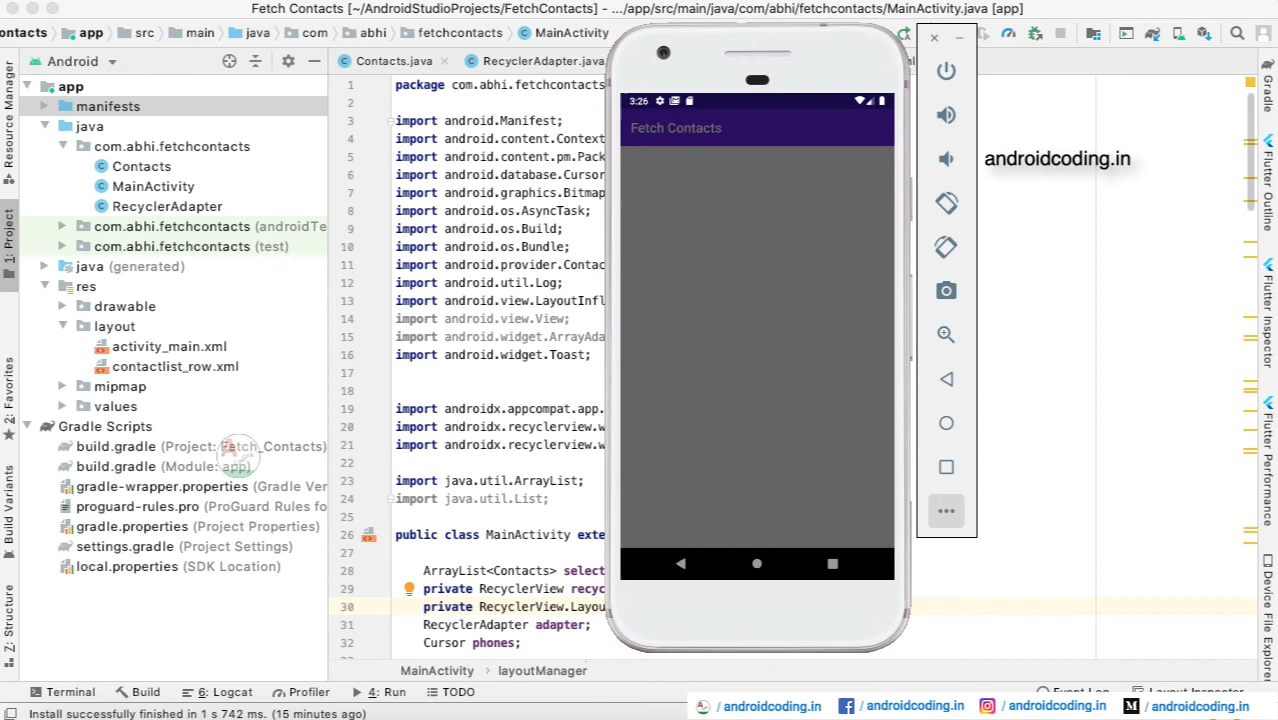 Fetch Contacts [~/AndroidStudioProjects/FetchContacts] - .../app/src/main/java/com/abhi/fetchcontacts/MainActivity.java [app]
ontacts › app › src › main › java › com › abhi › fetchcontacts › MainActivity
Android
Contacts.java
RecyclerAdapter.java
Resource Manager
1: Project
2: Favorites
Build Variants
7: Structure
app
manifests
java
com.abhi.fetchcontacts
Contacts
MainActivity
RecyclerAdapter
com.abhi.fetchcontacts (androidTe
com.abhi.fetchcontacts (test)
java (generated)
res
drawable
layout
activity_main.xml
contactlist_row.xml
mipmap
values
Gradle Scripts
build.gradle (Project: Fetch_Contacts)
build.gradle (Module: app)
gradle-wrapper.properties (Gradle Ver
proguard-rules.pro (ProGuard Rules fo
gradle.properties (Project Properties)
settings.gradle (Project Settings)
local.properties (SDK Location)
1 package com.abhi.fetchcontacts
2
3 import android.Manifest;
4 import android.content.Context
5 import android.content.pm.Pack
6 import android.database.Cursor
7 import android.graphics.Bitmap
8 import android.os.AsyncTask;
9 import android.os.Build;
10 import android.os.Bundle;
11 import android.provider.Contac
12 import android.util.Log;
13 import android.view.LayoutInfl
14 import android.view.View;
15 import android.widget.ArrayAda
16 import android.widget.Toast;
17
18
19 import androidx.appcompat.app.
20 import androidx.recyclerview.w
21 import androidx.recyclerview.w
22
23 import java.util.ArrayList;
24 import java.util.List;
25
26 public class MainActivity exte
27
28 ArrayList<Contacts> select
29 private RecyclerView recyc
30 private RecyclerView.Layou
31 RecyclerAdapter adapter;
32 Cursor phones;
MainActivity › layoutManager
3:26
Fetch Contacts
androidcoding.in
Gradle
Flutter Outline
Flutter Inspector
Flutter Performance
Device File Explorer
Terminal
Build
6: Logcat
Profiler
4: Run
TODO
Event Log
Layout Inspector
Install successfully finished in 1 s 742 ms. (15 minutes ago)
/ androidcoding.in
/ androidcoding.in
/ androidcoding.in
/ androidcoding.in